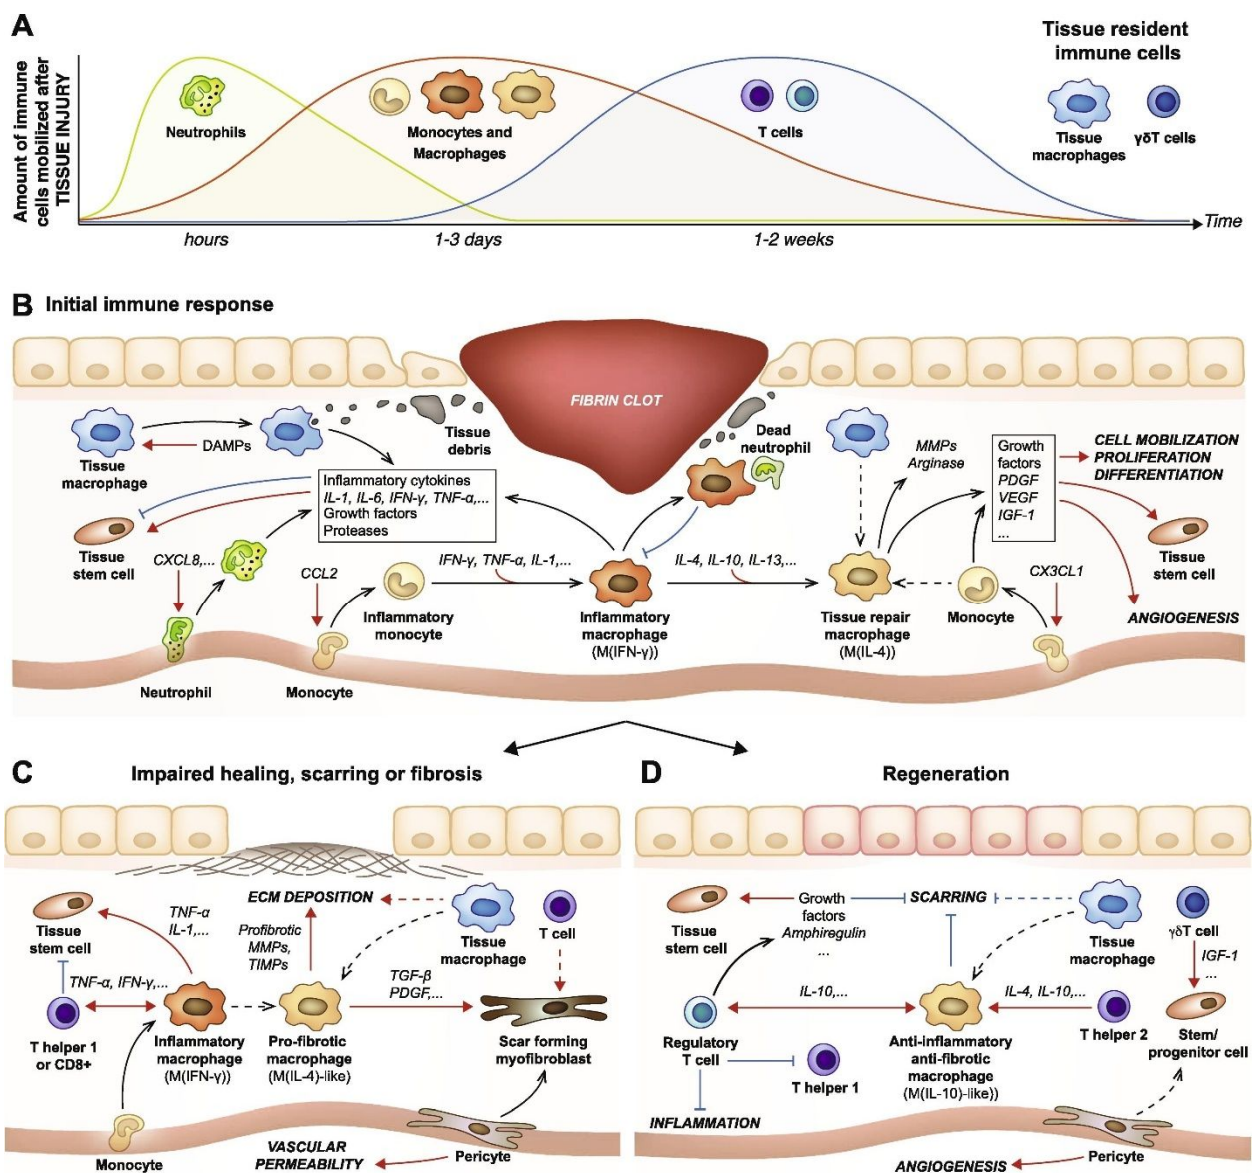 A
Amount of immune
cells mobilized after
TISSUE INJURY
Neutrophils
Monocytes and
Macrophages
T cells
Tissue resident
immune cells
Tissue
macrophages
γδT cells
hours
1-3 days
1-2 weeks
Time
B Initial immune response
FIBRIN CLOT
Tissue
macrophage
DAMPs
Tissue
debris
Dead
neutrophil
Inflammatory cytokines
IL-1, IL-6, IFN-γ, TNF-α,...
Growth factors
Proteases
Tissue
stem cell
CXCL8,...
CCL2
Neutrophil
Monocyte
Inflammatory
monocyte
IFN-γ, TNF-α, IL-1,...
Inflammatory
macrophage
(M(IFN-γ))
IL-4, IL-10, IL-13,...
Tissue repair
macrophage
(M(IL-4))
MMPs
Arginase
Growth
factors
PDGF
VEGF
IGF-1
...
CELL MOBILIZATION
PROLIFERATION
DIFFERENTIATION
Tissue
stem cell
Monocyte
CX3CL1
ANGIOGENESIS
C Impaired healing, scarring or fibrosis
ECM DEPOSITION
Tissue
stem cell
TNF-α
IL-1,...
Profibrotic
MMPs,
TIMPs
Tissue
macrophage
T cell
TNF-α, IFN-γ,...
T helper 1
or CD8+
Inflammatory
macrophage
(M(IFN-γ))
Pro-fibrotic
macrophage
(M(IL-4)-like)
TGF-β
PDGF,...
Scar forming
myofibroblast
Monocyte
VASCULAR
PERMEABILITY
Pericyte
D Regeneration
Tissue
stem cell
Growth
factors
Amphiregulin
...
SCARRING
Tissue
macrophage
γδT cell
IGF-1
...
IL-10,...
IL-4, IL-10,...
Regulatory
T cell
T helper 1
Anti-inflammatory
anti-fibrotic
macrophage
(M(IL-10)-like))
T helper 2
Stem/
progenitor cell
INFLAMMATION
ANGIOGENESIS
Pericyte